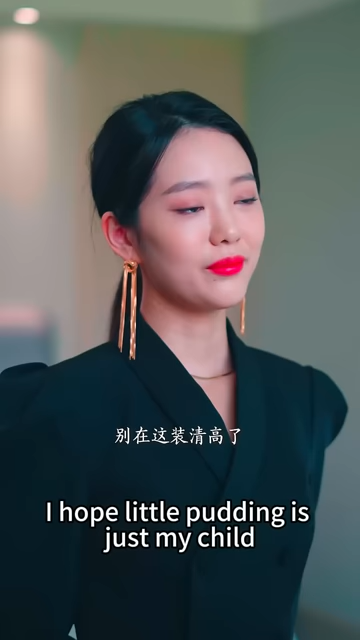 别在这装清高了
I hope little pudding is
just my child